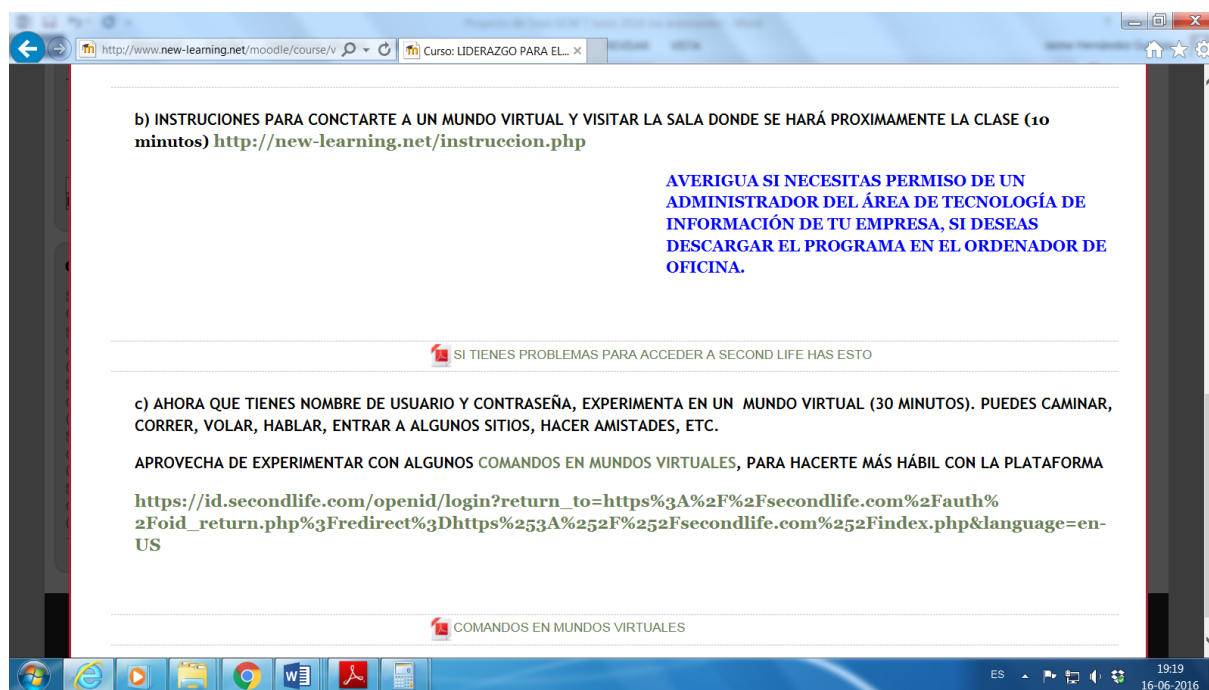 http://www.new-learning.net/moodle/course/v
Curso: LIDERAZGO PARA EL...
b) INSTRUCIONES PARA CONCTARTE A UN MUNDO VIRTUAL Y VISITAR LA SALA DONDE SE HARÁ PROXIMAMENTE LA CLASE (10
minutos) http://new-learning.net/instruccion.php
AVERIGUA SI NECESITAS PERMISO DE UN
ADMINISTRADOR DEL ÁREA DE TECNOLOGÍA DE
INFORMACIÓN DE TU EMPRESA, SI DESEAS
DESCARGAR EL PROGRAMA EN EL ORDENADOR DE
OFICINA.
SI TIENES PROBLEMAS PARA ACCEDER A SECOND LIFE HAS ESTO
c) AHORA QUE TIENES NOMBRE DE USUARIO Y CONTRASEÑA, EXPERIMENTA EN UN MUNDO VIRTUAL (30 MINUTOS). PUEDES CAMINAR,
CORRER, VOLAR, HABLAR, ENTRAR A ALGUNOS SITIOS, HACER AMISTADES, ETC.
APROVECHA DE EXPERIMENTAR CON ALGUNOS COMANDOS EN MUNDOS VIRTUALES, PARA HACERTE MÁS HÁBIL CON LA PLATAFORMA
https://id.secondlife.com/openid/login?return_to=https%3A%2F%2Fsecondlife.com%2Fauth%
2Foid_return.php%3Fredirect%3Dhttps%253A%252F%252Fsecondlife.com%252Findex.php&language=en-
US
COMANDOS EN MUNDOS VIRTUALES
ES
19:19
16-06-2016